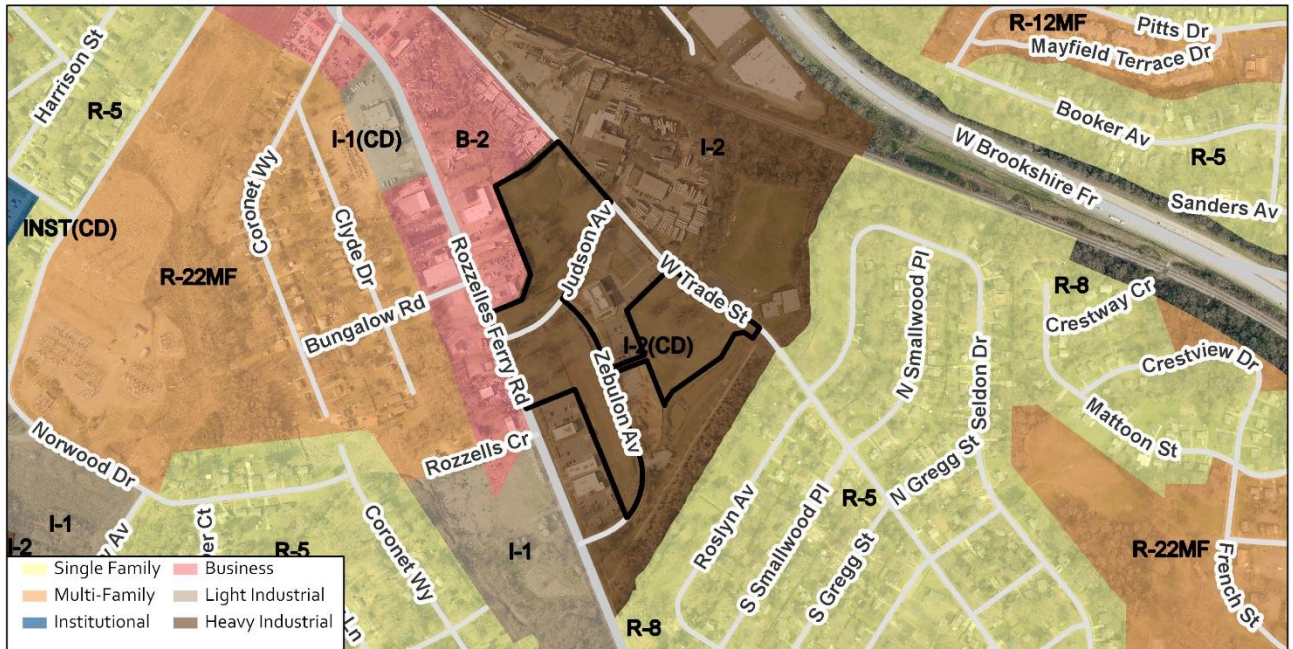 Harrison St
R-5
R-12MF
Pitts Dr
Mayfield Terrace Dr
I-1(CD)
B-2
I-2
Booker Av
R-5
W Brookshire Fr
Sanders Av
Coronet Wy
Clyde Dr
INST(CD)
R-22MF
Rozzelles Ferry Rd
Judson Av
W Trade St
N Smallwood Pl
R-8
Crestway Cr
Bungalow Rd
I-2(CD)
Zebulon Av
Seldon Dr
Crestview Dr
Mattoon St
Norwood Dr
Rozzells Cr
N Gregg St
Roslyn Av
S Smallwood Pl
R-5
S Gregg St
I-1
I-2
Av
er Ct
R-5
Coronet Wy
I-1
R-22MF
French St
R-8
Ln
Single Family
Business
Multi-Family
Light Industrial
Institutional
Heavy Industrial